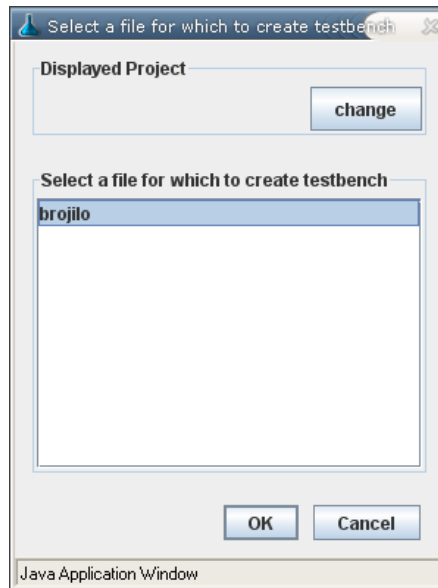 Select a file for which to create testbench
Displayed Project
change
Select a file for which to create testbench
brojilo
OK
Cancel
Java Application Window